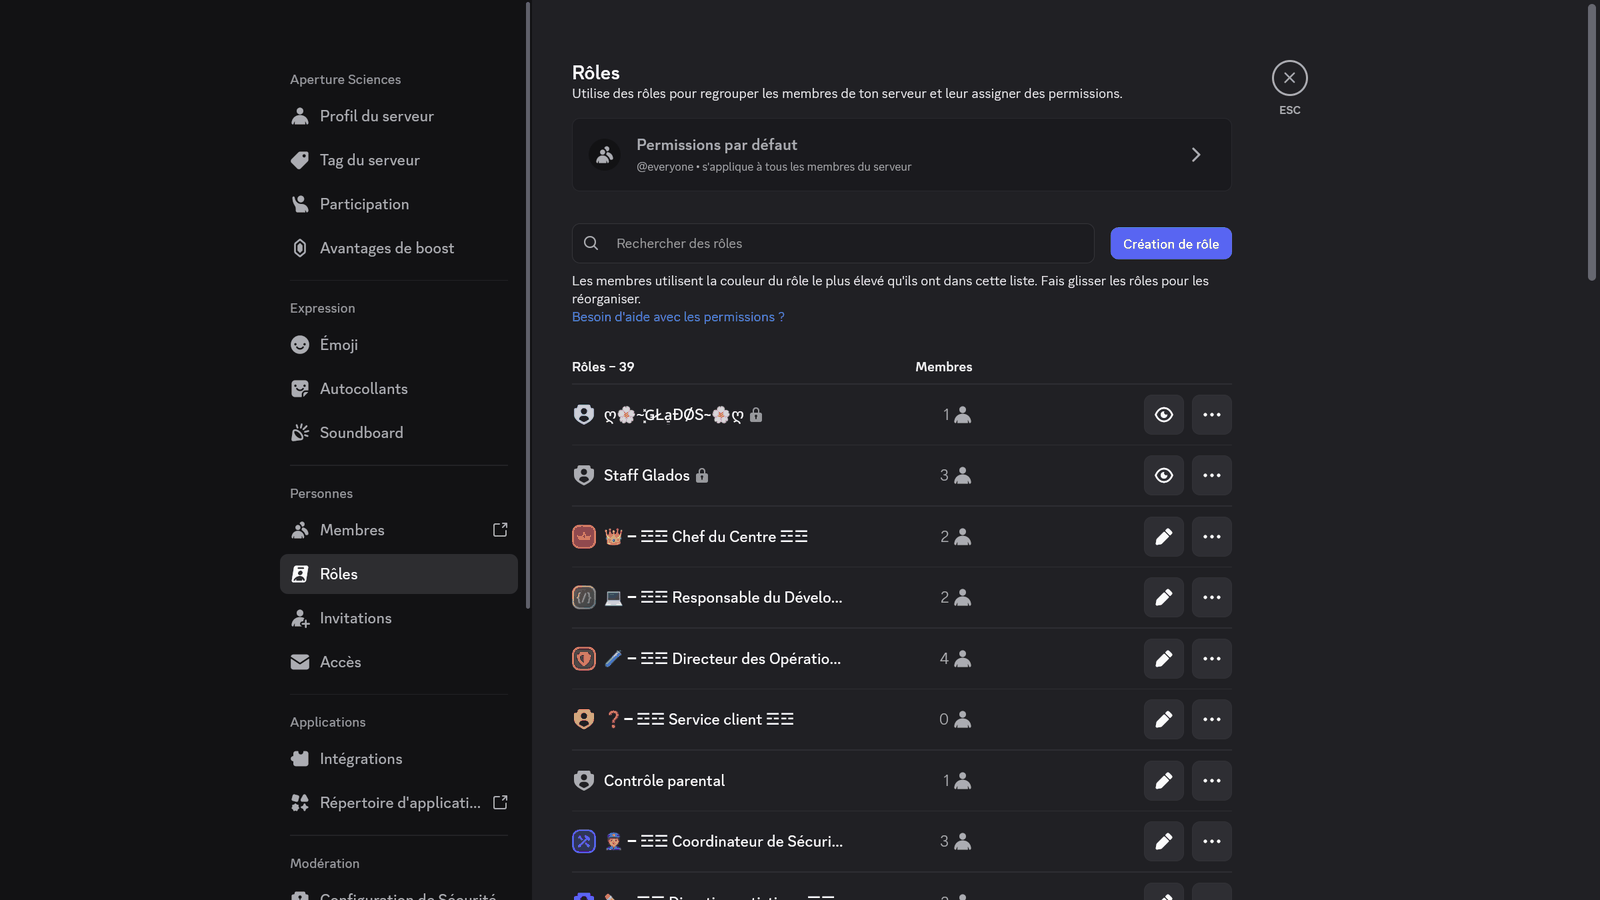 Aperture Sciences
Profil du serveur
Tag du serveur
Participation
Avantages de boost
Expression
Émoji
Autocollants
Soundboard
Personnes
Membres
Rôles
Invitations
Accès
Applications
Intégrations
Répertoire d'applicati...
Modération
Configuration de Sécurité
Rôles
Utilise des rôles pour regrouper les membres de ton serveur et leur assigner des permissions.
ESC
Permissions par défaut
@everyone • s'applique à tous les membres du serveur
Rechercher des rôles
Création de rôle
Les membres utilisent la couleur du rôle le plus élevé qu'ils ont dans cette liste. Fais glisser les rôles pour les
réorganiser.
Besoin d'aide avec les permissions ?
Rôles – 39 Membres
1
Staff Glados 3
👑 – ☲☲ Chef du Centre ☲☲ 2
💻 – ☲☲ Responsable du Dévelo... 2
– ☲☲ Directeur des Opératio... 4
❓– ☲☲ Service client ☲☲ 0
Contrôle parental 1
– ☲☲ Coordinateur de Sécuri... 3